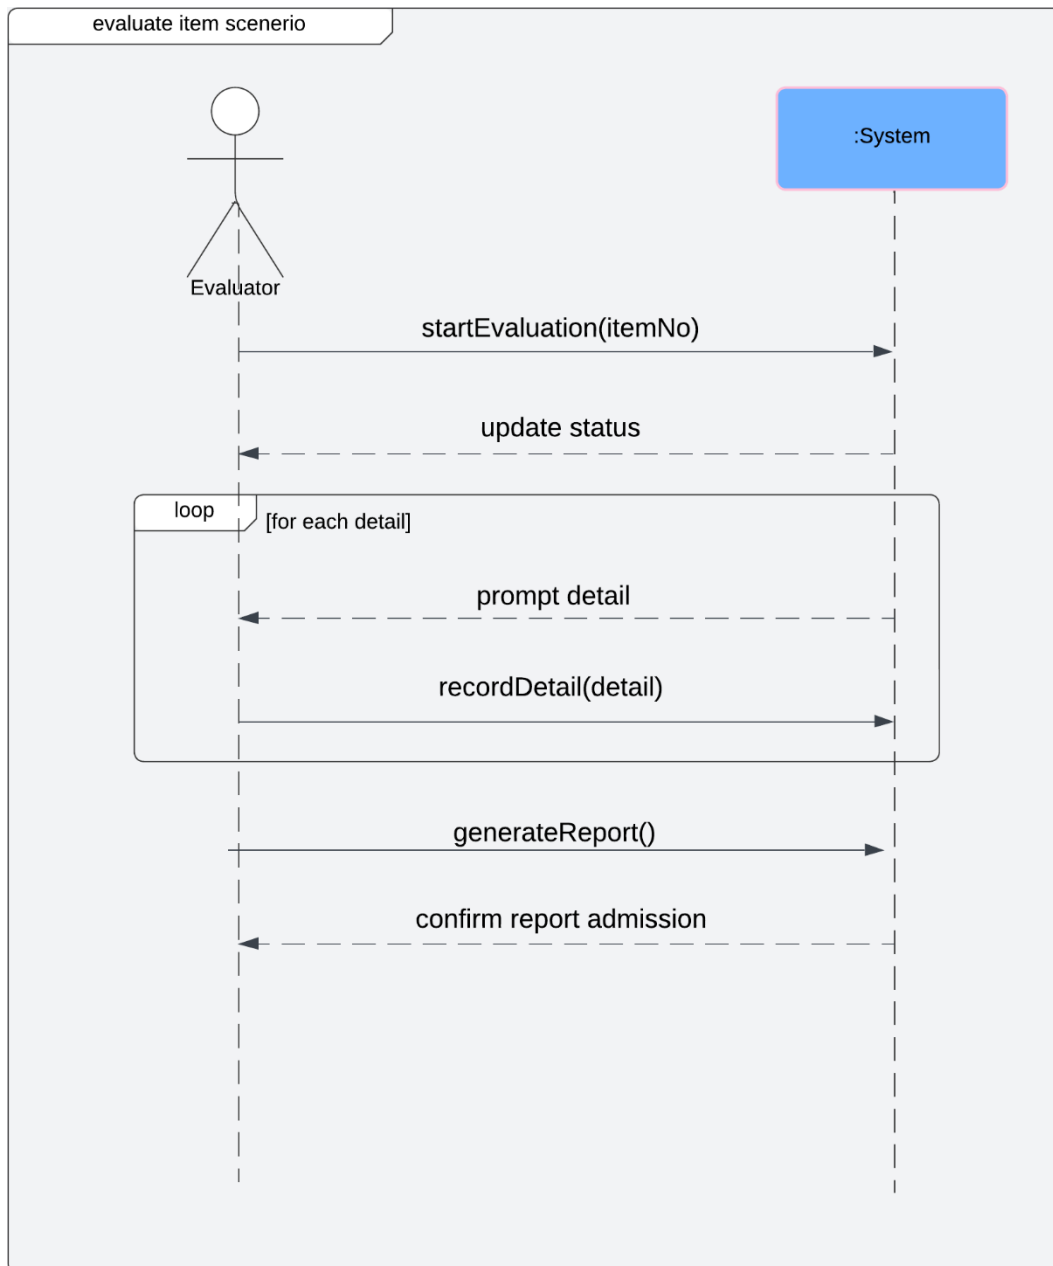 evaluate item scenerio
:System
Evaluator
startEvaluation(itemNo)
update status
loop
[for each detail]
prompt detail
recordDetail(detail)
generateReport()
confirm report admission